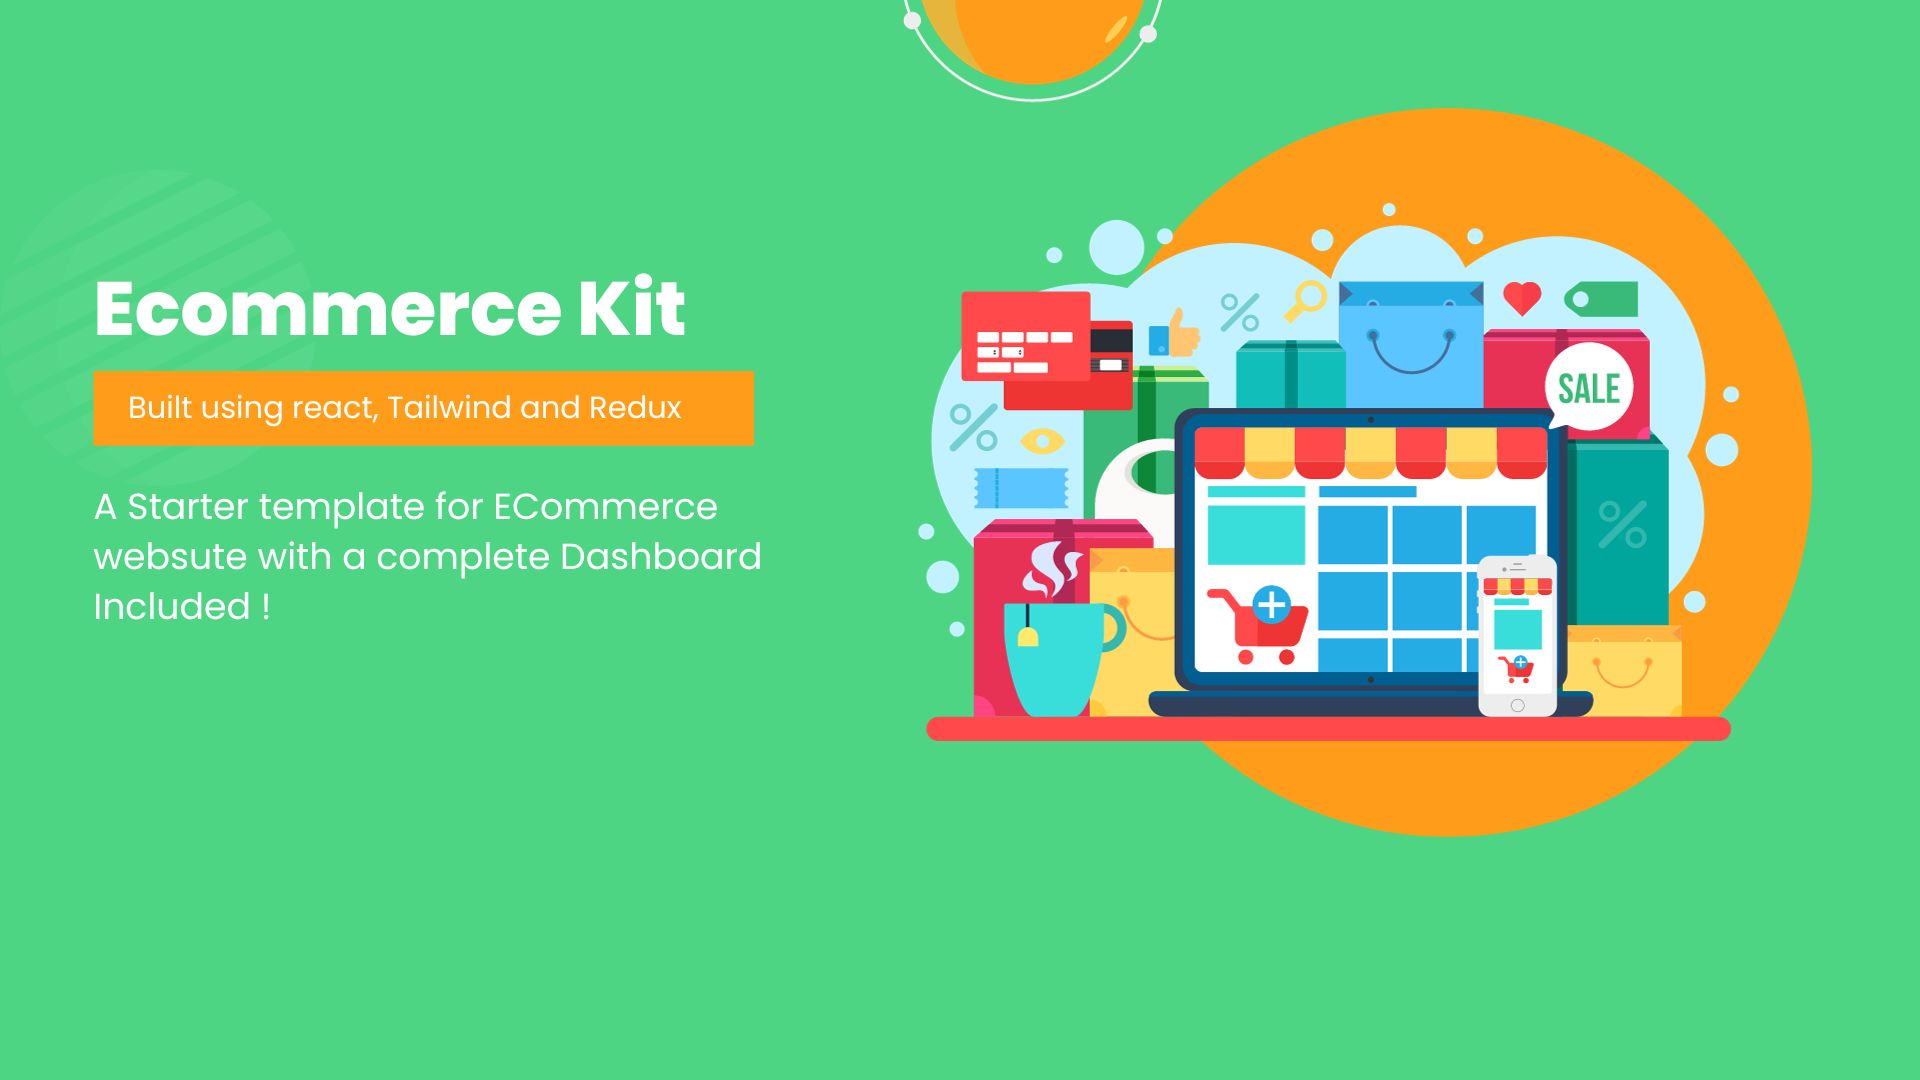 Ecommerce Kit
Built using react, Tailwind and Redux
A Starter template for ECommerce
websute with a complete Dashboard
Included !
SALE